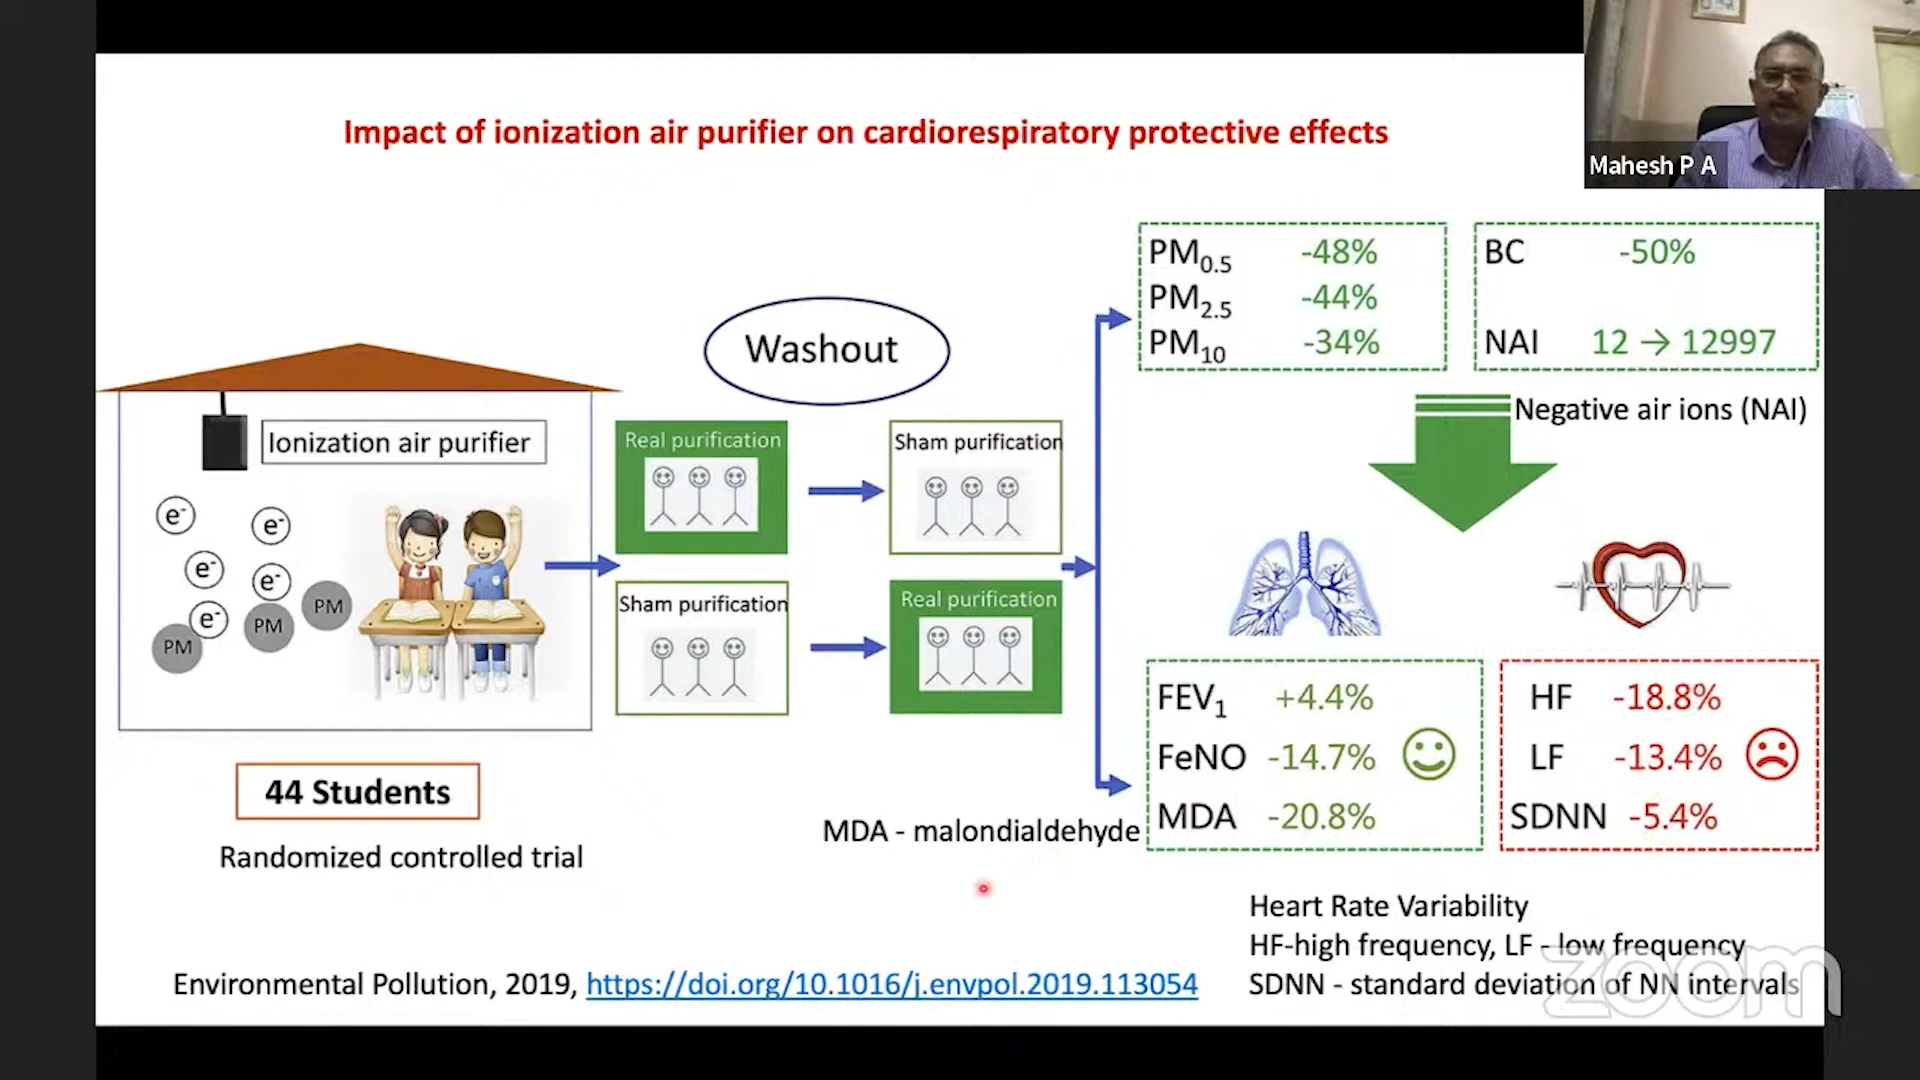 Impact of ionization air purifier on cardiorespiratory protective effects
Mahesh P A
PM0.5 -48%
PM2.5 -44%
PM10 -34%
BC -50%
NAI 12 → 12997
Negative air ions (NAI)
Washout
Ionization air purifier
e-
e-
e-
e-
e-
PM
PM
PM
Real purification
Sham purification
Sham purification
Real purification
FEV1 +4.4%
FeNO -14.7%
MDA -20.8%
HF -18.8%
LF -13.4%
SDNN -5.4%
44 Students
Randomized controlled trial
MDA - malondialdehyde
Heart Rate Variability
HF-high frequency, LF - low frequency
SDNN - standard deviation of NN intervals
Environmental Pollution, 2019, https://doi.org/10.1016/j.envpol.2019.113054
zoom